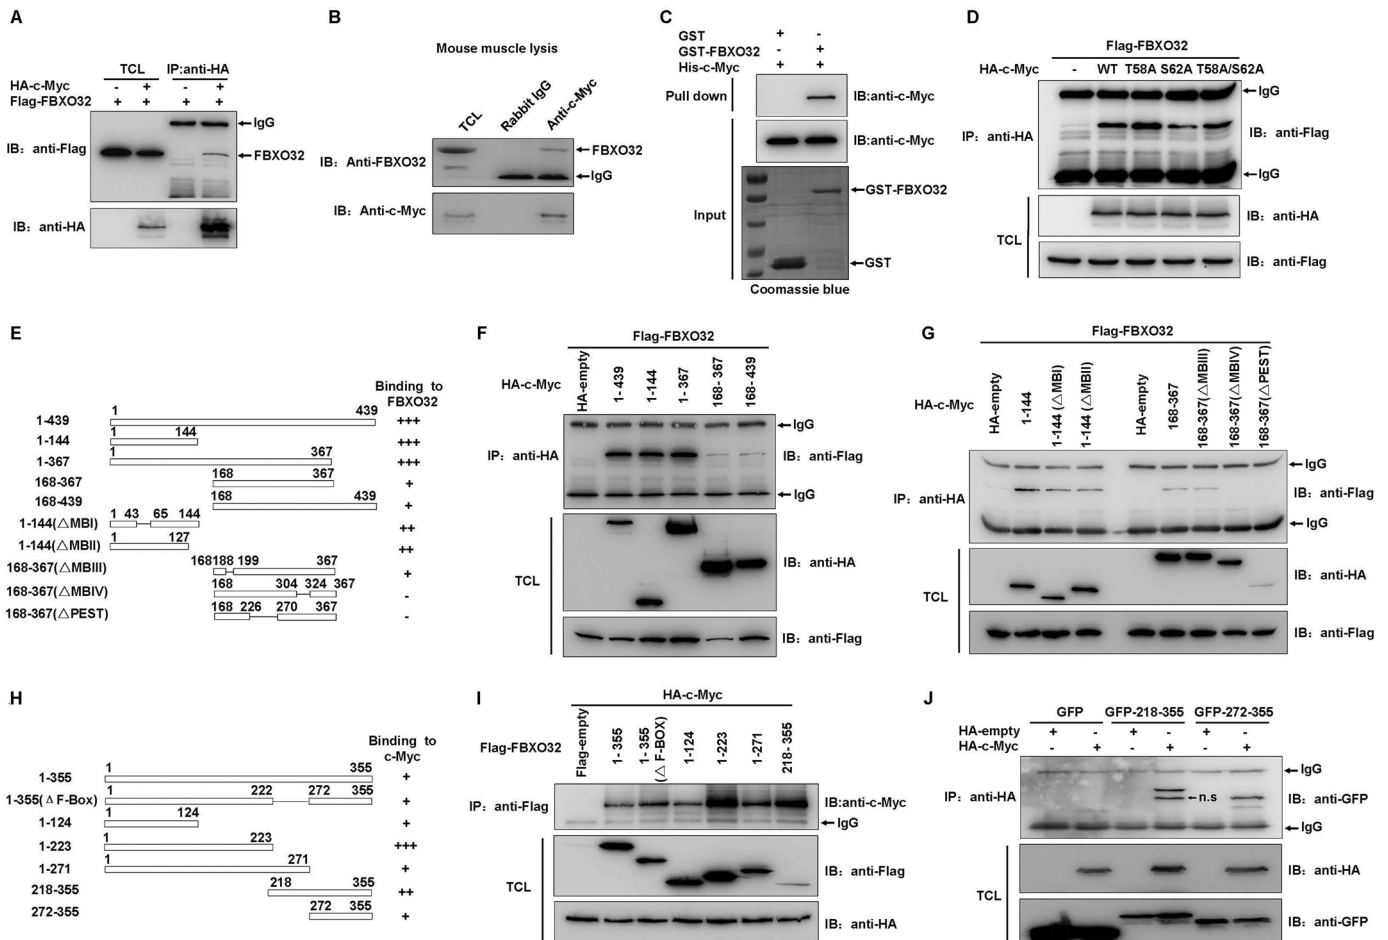 A
TCL IP:anti-HA
HA-c-Myc - + - +
Flag-FBXO32 + + + +
IB: anti-Flag
IgG
FBXO32
IB: anti-HA
B
Mouse muscle lysis
TCL Rabbit IgG Anti-c-Myc
IB: Anti-FBXO32
FBXO32
IgG
IB: Anti-c-Myc
C
GST + -
GST-FBXO32 - +
His-c-Myc + +
Pull down IB:anti-c-Myc
IB:anti-c-Myc
Input
GST-FBXO32
GST
Coomassie blue
D
Flag-FBXO32
HA-c-Myc - WT T58A S62A T58A/S62A
IgG
IP: anti-HA IB: anti-Flag
IgG
TCL
IB: anti-HA
IB: anti-Flag
E
Binding to
FBXO32
1-439 1 439 +++
1-144 1 144 +++
1-367 1 367 +++
168-367 168 367 +
168-439 168 439 +
1-144(△MBI) 1 43 65 144 ++
1-144(△MBII) 1 127 ++
168-367(△MBIII) 168 188 199 367 +
168-367(△MBIV) 168 304 324 367 -
168-367(△PEST) 168 226 270 367 -
F
Flag-FBXO32
HA-c-Myc HA-empty 1-439 1-144 1-367 168-367 168-439
IgG
IP: anti-HA IB: anti-Flag
IgG
TCL
IB: anti-HA
IB: anti-Flag
G
Flag-FBXO32
HA-c-Myc HA-empty 1-144 1-144 (△MBI) 1-144 (△MBII) HA-empty 168-367 168-367(△MBIII) 168-367(△MBIV) 168-367(△PEST)
IgG
IP: anti-HA IB: anti-Flag
IgG
TCL
IB: anti-HA
IB: anti-Flag
H
Binding to
c-Myc
1-355 1 355 +
1-355(Δ F-Box) 1 222 272 355 +
1-124 1 124 +
1-223 1 223 +++
1-271 1 271 +
218-355 218 355 ++
272-355 272 355 +
I
HA-c-Myc
Flag-FBXO32 Flag-empty 1-355 1-355 (△ F-BOX) 1-124 1-223 1-271 218-355
IP: anti-Flag IB:anti-c-Myc
IgG
TCL
IB: anti-Flag
IB: anti-HA
J
GFP GFP-218-355 GFP-272-355
HA-empty + - + - + -
HA-c-Myc - + - + - +
IgG
IP: anti-HA n.s IB: anti-GFP
IgG
TCL
IB: anti-HA
IB: anti-GFP